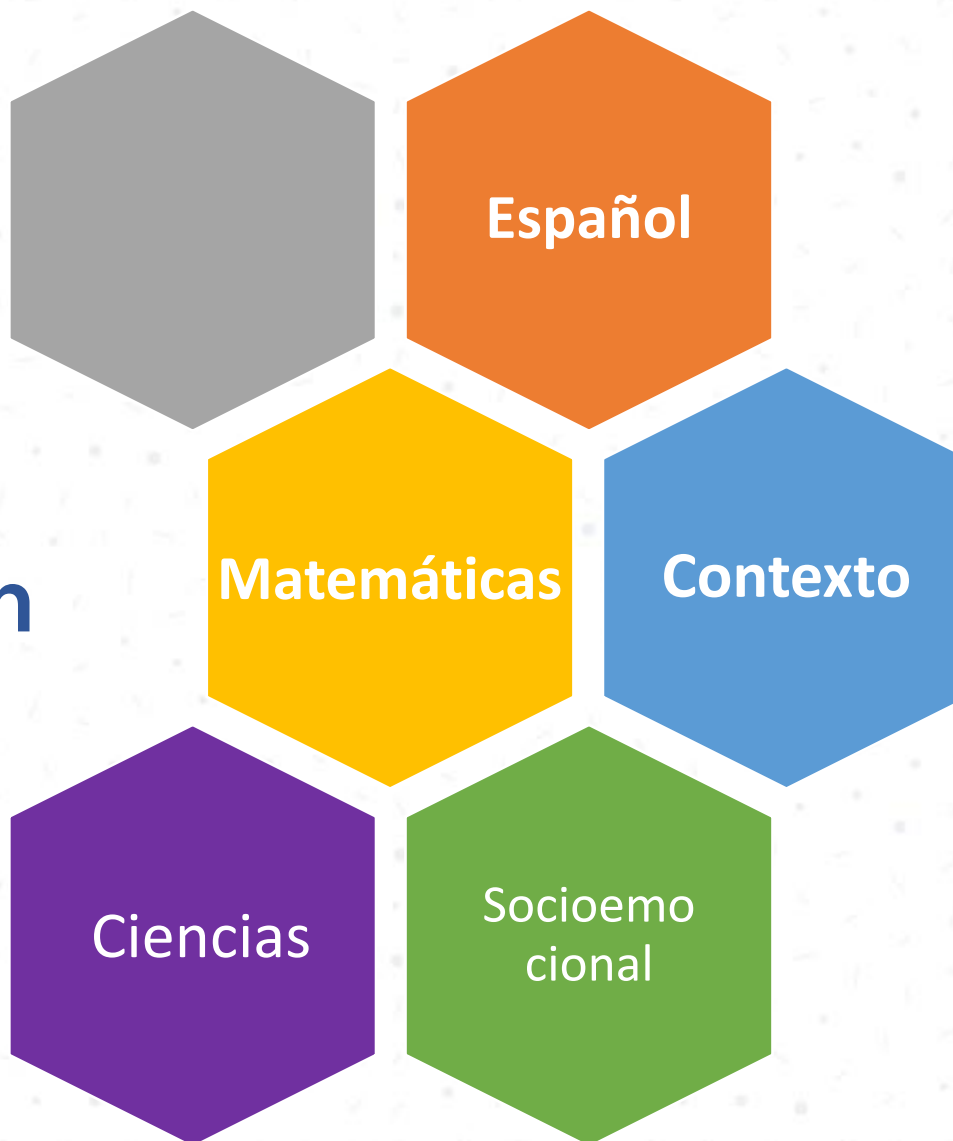 Español
n
Matemáticas
Contexto
Ciencias
Socioemo
cional